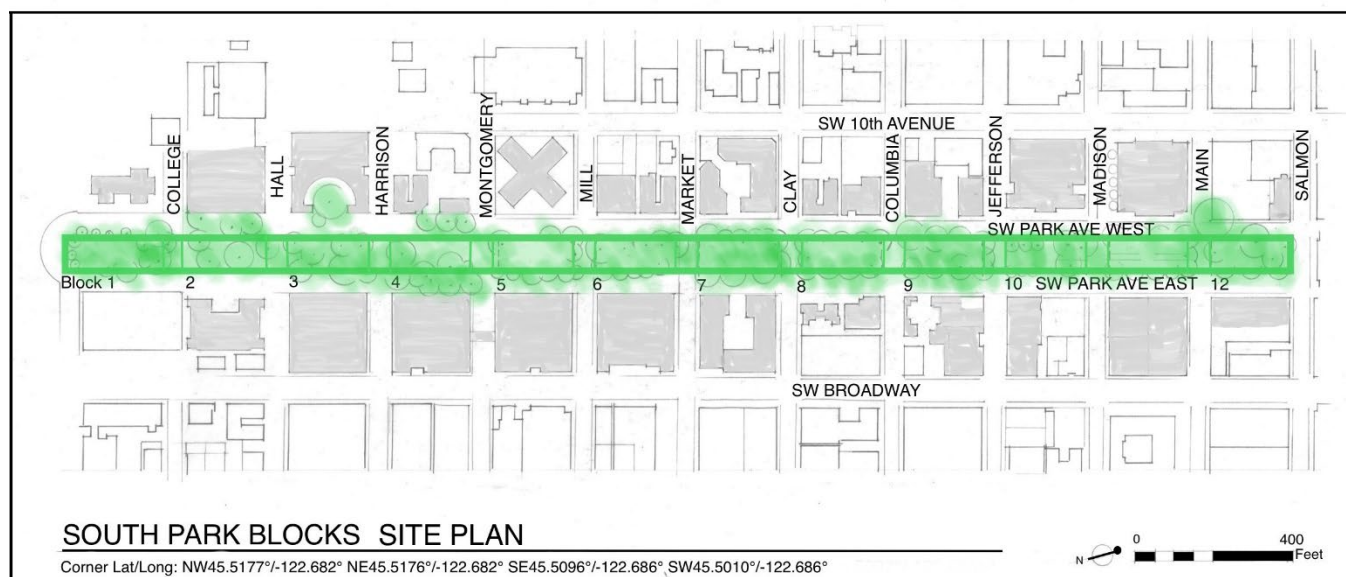 SW 10th AVENUE
COLLEGE
HALL
HARRISON
MONTGOMERY
MILL
MARKET
CLAY
COLUMBIA
JEFFERSON
MADISON
MAIN
SALMON
SW PARK AVE WEST
Block 1 2 3 4 5 6 7 8 9 10 SW PARK AVE EAST 12
SW BROADWAY
SOUTH PARK BLOCKS SITE PLAN
Corner Lat/Long: NW45.5177°/-122.682° NE45.5176°/-122.682° SE45.5096°/-122.686°,SW45.5010°/-122.686°
N
0 400
Feet